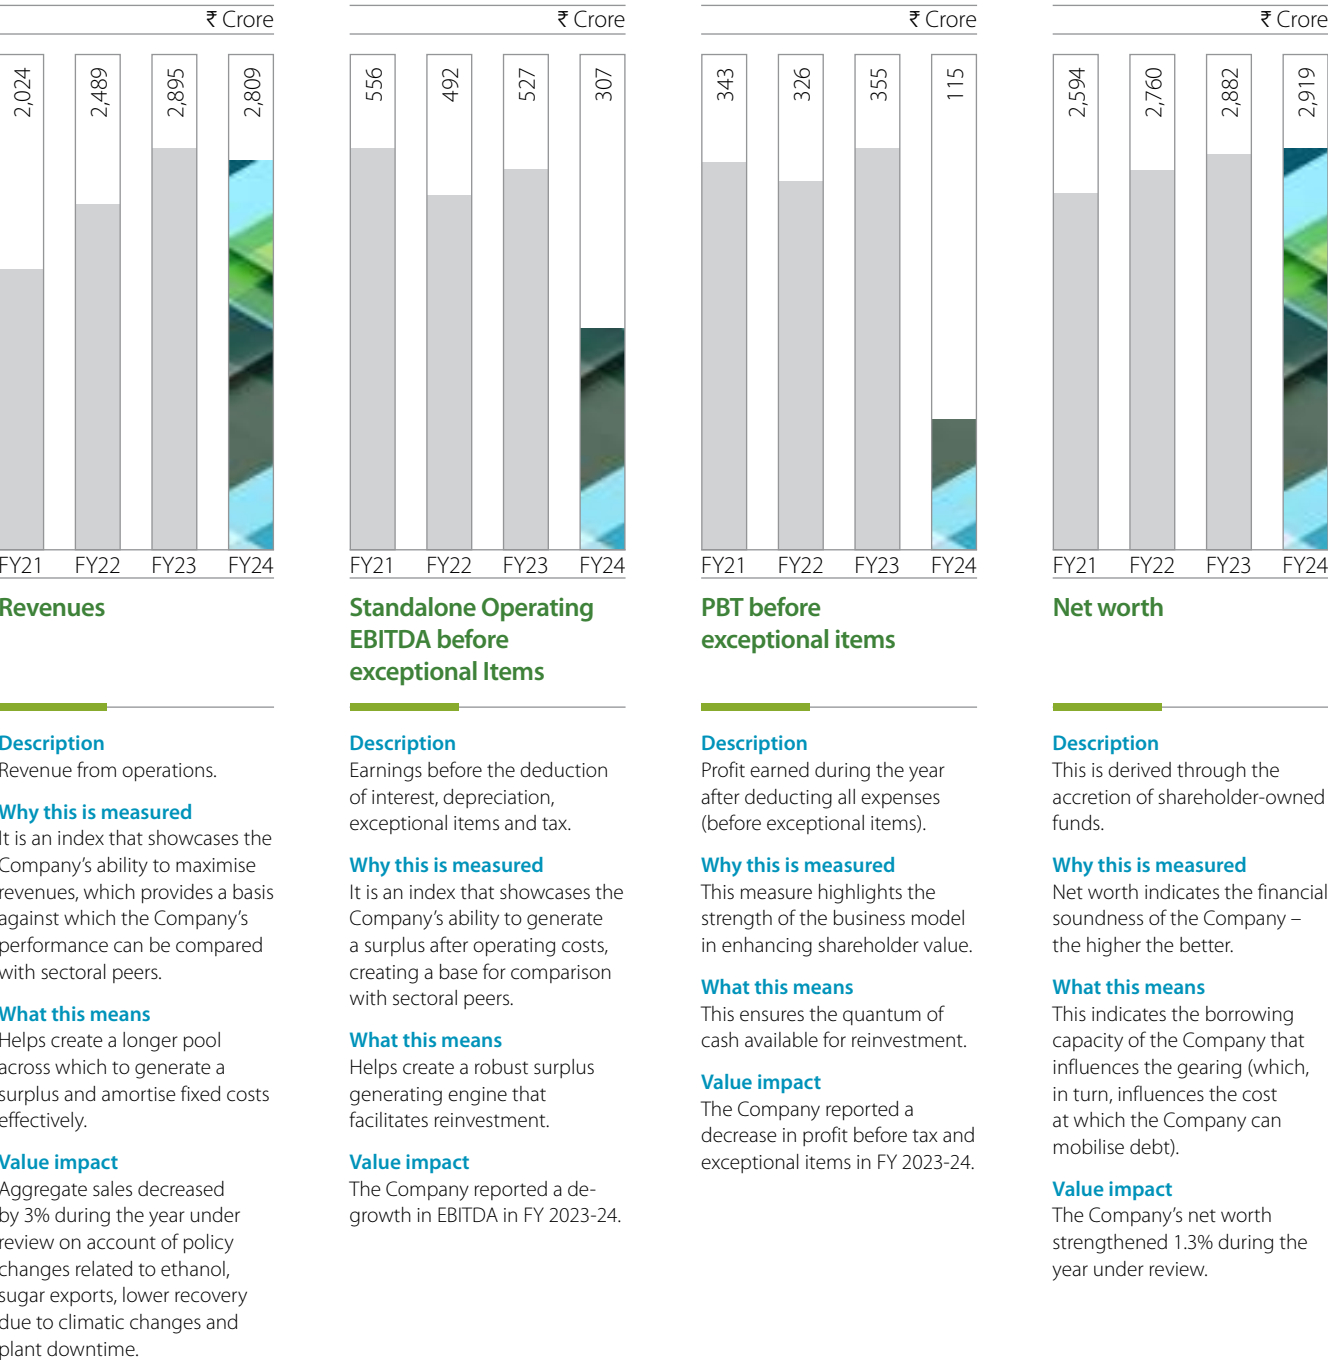 ₹ Crore
2,024
2,489
2,895
2,809
FY21
FY22
FY23
FY24
Revenues
Description
Revenue from operations.
Why this is measured
It is an index that showcases the
Company’s ability to maximise
revenues, which provides a basis
against which the Company’s
performance can be compared
with sectoral peers.
What this means
Helps create a longer pool
across which to generate a
surplus and amortise fixed costs
effectively.
Value impact
Aggregate sales decreased
by 3% during the year under
review on account of policy
changes related to ethanol,
sugar exports, lower recovery
due to climatic changes and
plant downtime.
₹ Crore
556
492
527
307
FY21
FY22
FY23
FY24
Standalone Operating
EBITDA before
exceptional Items
Description
Earnings before the deduction
of interest, depreciation,
exceptional items and tax.
Why this is measured
It is an index that showcases the
Company’s ability to generate
a surplus after operating costs,
creating a base for comparison
with sectoral peers.
What this means
Helps create a robust surplus
generating engine that
facilitates reinvestment.
Value impact
The Company reported a de-
growth in EBITDA in FY 2023-24.
₹ Crore
343
326
355
115
FY21
FY22
FY23
FY24
PBT before
exceptional items
Description
Profit earned during the year
after deducting all expenses
(before exceptional items).
Why this is measured
This measure highlights the
strength of the business model
in enhancing shareholder value.
What this means
This ensures the quantum of
cash available for reinvestment.
Value impact
The Company reported a
decrease in profit before tax and
exceptional items in FY 2023-24.
₹ Crore
2,594
2,760
2,882
2,919
FY21
FY22
FY23
FY24
Net worth
Description
This is derived through the
accretion of shareholder-owned
funds.
Why this is measured
Net worth indicates the financial
soundness of the Company –
the higher the better.
What this means
This indicates the borrowing
capacity of the Company that
influences the gearing (which,
in turn, influences the cost
at which the Company can
mobilise debt).
Value impact
The Company’s net worth
strengthened 1.3% during the
year under review.